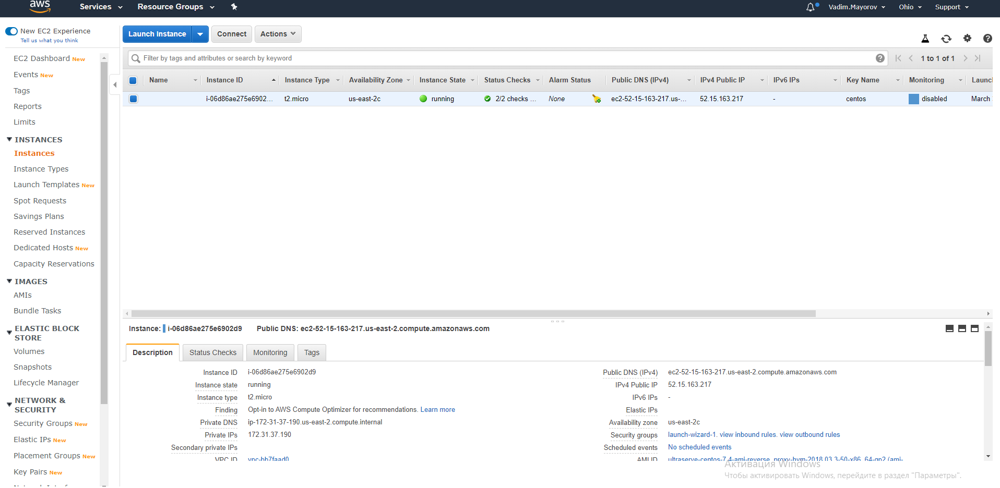 aws
Services
Resource Groups
Vadim.Mayorov
Ohio
Support
New EC2 Experience
Tell us what you think
EC2 Dashboard New
Events New
Tags
Reports
Limits
INSTANCES
Instances
Instance Types
Launch Templates New
Spot Requests
Savings Plans
Reserved Instances
Dedicated Hosts New
Capacity Reservations
IMAGES
AMIs
Bundle Tasks
ELASTIC BLOCK
STORE
Volumes
Snapshots
Lifecycle Manager
NETWORK &
SECURITY
Security Groups New
Elastic IPs New
Placement Groups New
Key Pairs New
Launch Instance
Connect
Actions
Filter by tags and attributes or search by keyword
1 to 1 of 1
Name Instance ID Instance Type Availability Zone Instance State Status Checks Alarm Status Public DNS (IPv4) IPv4 Public IP IPv6 IPs Key Name Monitoring Launc
i-06d86ae275e6902... t2.micro us-east-2c running 2/2 checks ... None ec2-52-15-163-217.us-... 52.15.163.217 - centos disabled March
Instance: i-06d86ae275e6902d9 Public DNS: ec2-52-15-163-217.us-east-2.compute.amazonaws.com
Description Status Checks Monitoring Tags
Instance ID i-06d86ae275e6902d9
Instance state running
Instance type t2.micro
Finding Opt-in to AWS Compute Optimizer for recommendations. Learn more
Private DNS ip-172-31-37-190.us-east-2.compute.internal
Private IPs 172.31.37.190
Secondary private IPs
VPC ID vpc-bb7faad0
Public DNS (IPv4) ec2-52-15-163-217.us-east-2.compute.amazonaws.com
IPv4 Public IP 52.15.163.217
IPv6 IPs -
Elastic IPs
Availability zone us-east-2c
Security groups launch-wizard-1. view inbound rules. view outbound rules
Scheduled events No scheduled events
AMI ID ultraserve-centos-7.4-ami-reverse_proxy-hvm-2018.03.3-50-x86_64-gp2 (ami-
Активация Windows
Чтобы активировать Windows, перейдите в раздел "Параметры".